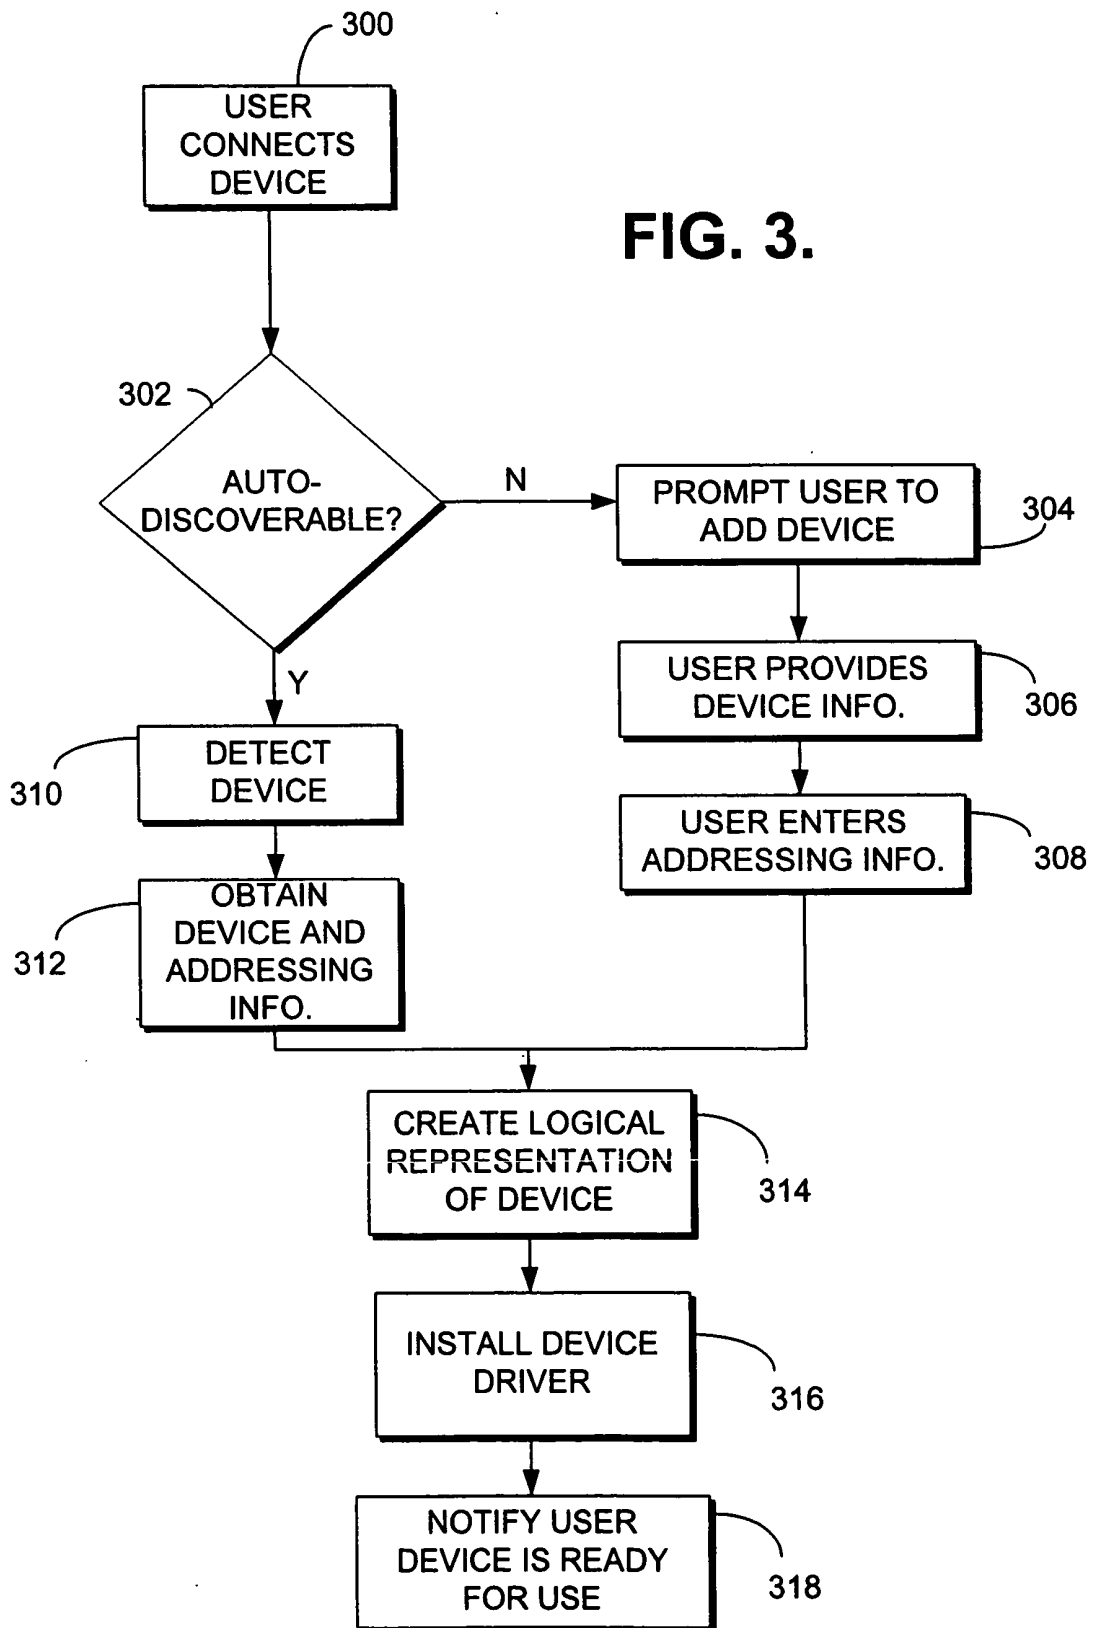 300
USER
CONNECTS
DEVICE
FIG. 3.
302
AUTO-
DISCOVERABLE?
N
PROMPT USER TO
ADD DEVICE
304
USER PROVIDES
DEVICE INFO.
306
Y
DETECT
DEVICE
310
USER ENTERS
ADDRESSING INFO.
308
OBTAIN
DEVICE AND
ADDRESSING
INFO.
312
CREATE LOGICAL
REPRESENTATION
OF DEVICE
314
INSTALL DEVICE
DRIVER
316
NOTIFY USER
DEVICE IS READY
FOR USE
318